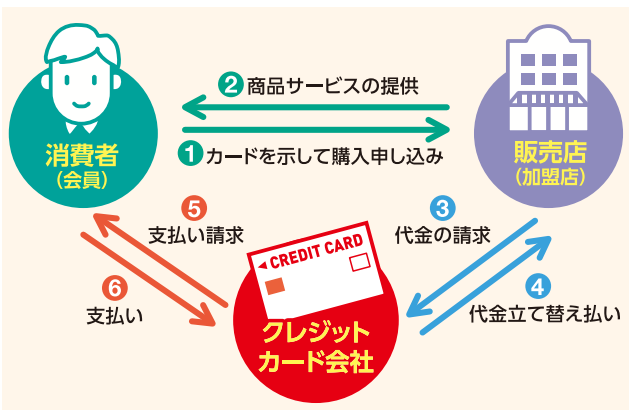 ❷商品サービスの提供
❶カードを示して購入申し込み
消費者
(会員)
販売店
(加盟店)
❺
支払い請求
❸
代金の請求
❻
支払い
❹
代金立て替え払い
CREDIT CARD
クレジット
カード会社